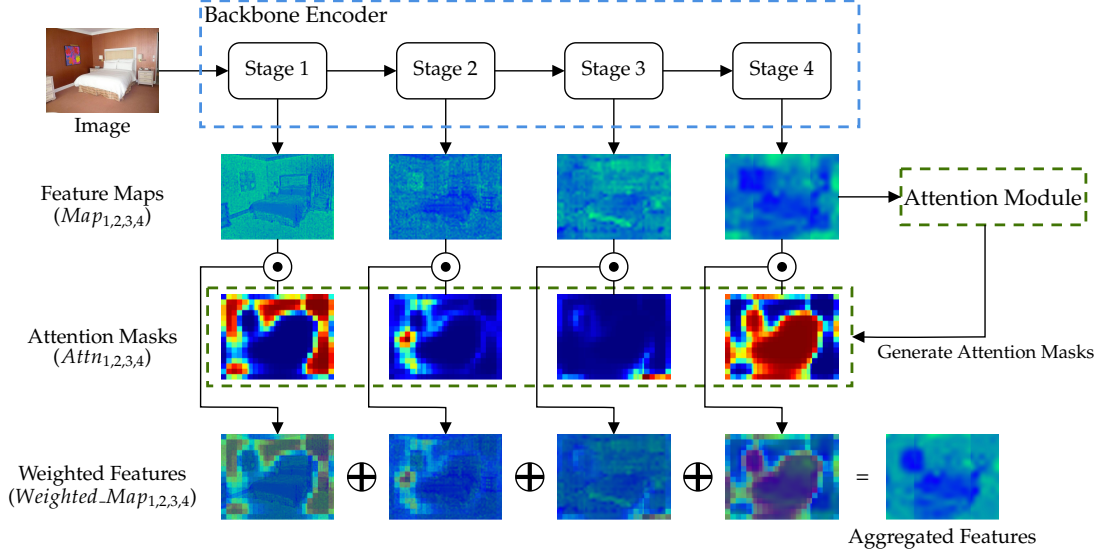 Backbone Encoder
Stage 1
Stage 2
Stage 3
Stage 4
Image
Feature Maps
(Map1,2,3,4)
Attention Module
Attention Masks
(Attn1,2,3,4)
Generate Attention Masks
Weighted Features
(Weighted_Map1,2,3,4)
=
Aggregated Features